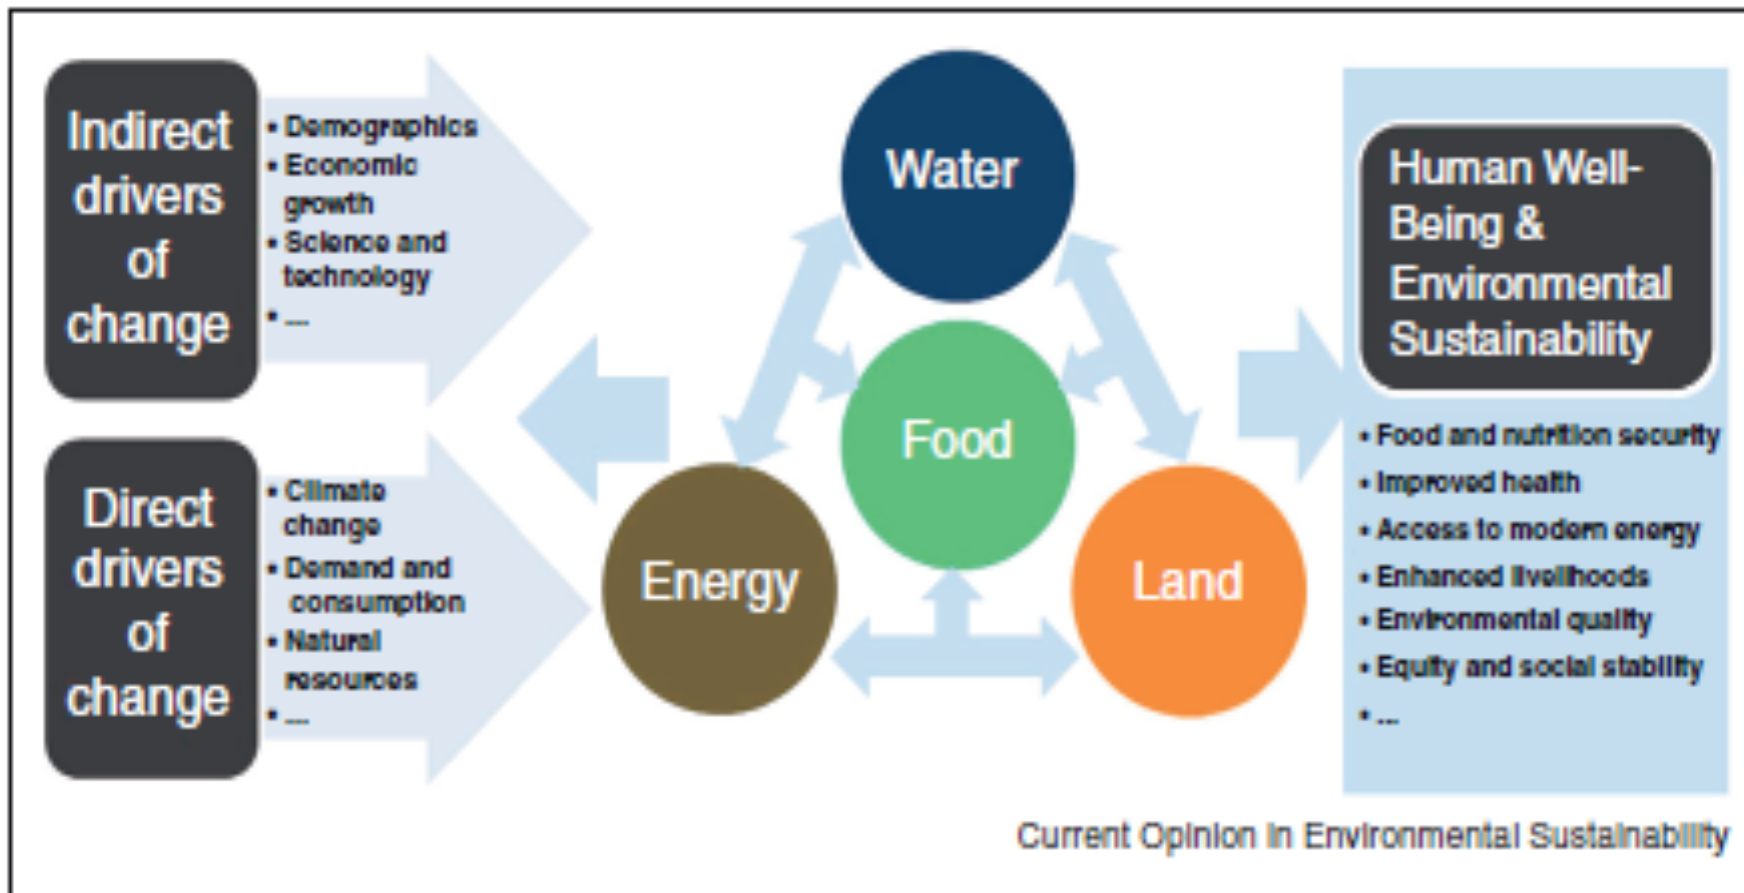 Indirect
drivers
of
change
• Demographics
• Economic
growth
• Science and
technology
• ...
Direct
drivers
of
change
• Climate
change
• Demand and
consumption
• Natural
resources
• ...
Water
Food
Energy
Land
Human Well-
Being &
Environmental
Sustainability
• Food and nutrition security
• Improved health
• Access to modern energy
• Enhanced livelihoods
• Environmental quality
• Equity and social stability
• ...
Current Opinion in Environmental Sustainability